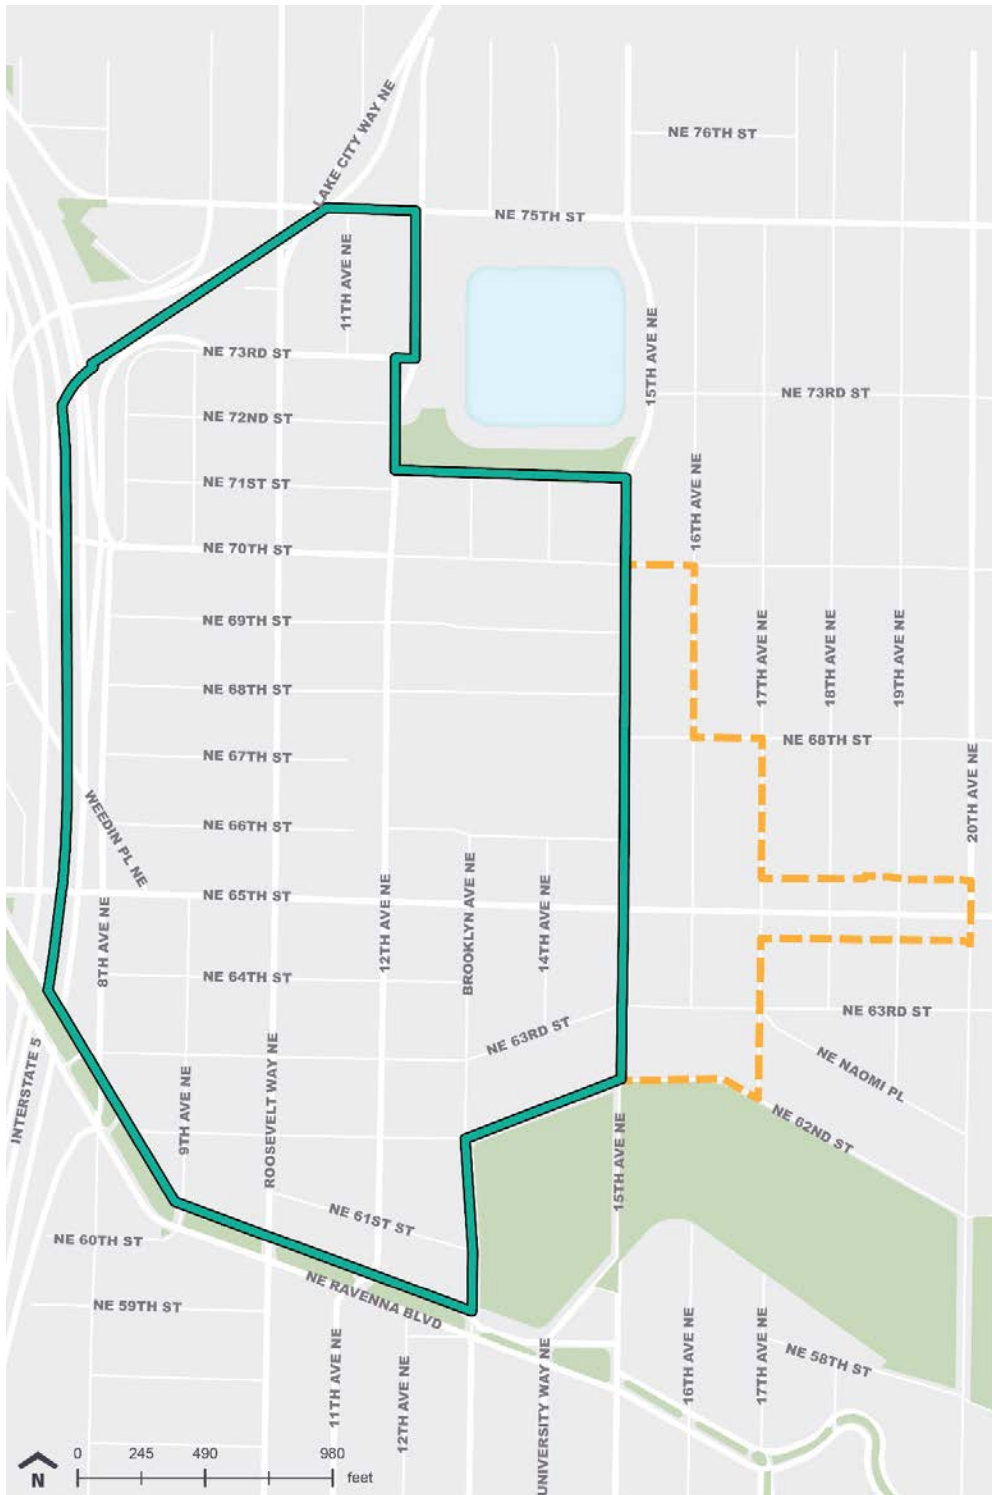 LAKE CITY WAY NE
NE 76TH ST
NE 75TH ST
11TH AVE NE
15TH AVE NE
NE 73RD ST
NE 73RD ST
NE 72ND ST
NE 71ST ST
16TH AVE NE
NE 70TH ST
NE 69TH ST
17TH AVE NE
18TH AVE NE
19TH AVE NE
NE 68TH ST
NE 68TH ST
NE 67TH ST
20TH AVE NE
WEEDIN PL NE
NE 66TH ST
NE 65TH ST
8TH AVE NE
12TH AVE NE
BROOKLYN AVE NE
14TH AVE NE
NE 64TH ST
NE 63RD ST
NE 63RD ST
INTERSTATE 5
9TH AVE NE
ROOSEVELT WAY NE
NE NAOMI PL
NE 62ND ST
15TH AVE NE
NE 61ST ST
NE 60TH ST
NE RAVENNA BLVD
NE 59TH ST
11TH AVE NE
12TH AVE NE
UNIVERSITY WAY NE
16TH AVE NE
17TH AVE NE
NE 58TH ST
N
0 245 490 980
feet